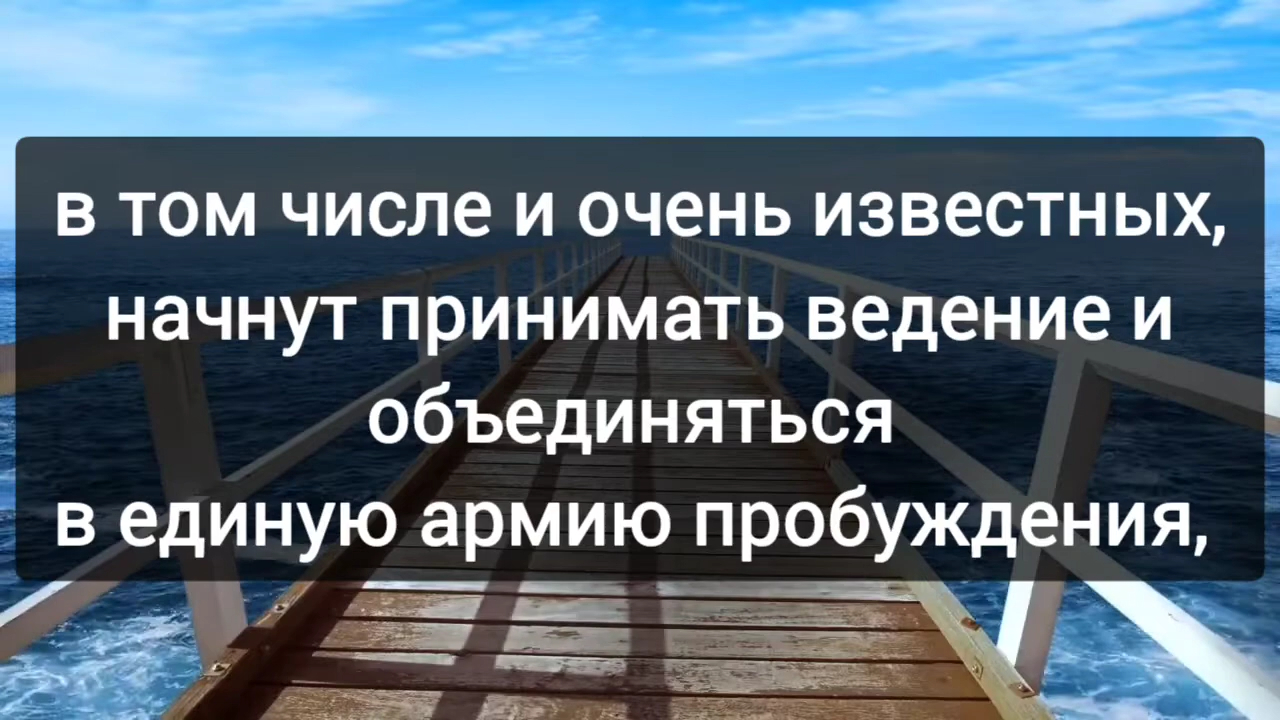 в том числе и очень известных,
начнут принимать ведение и
объединяться
в единую армию пробуждения,